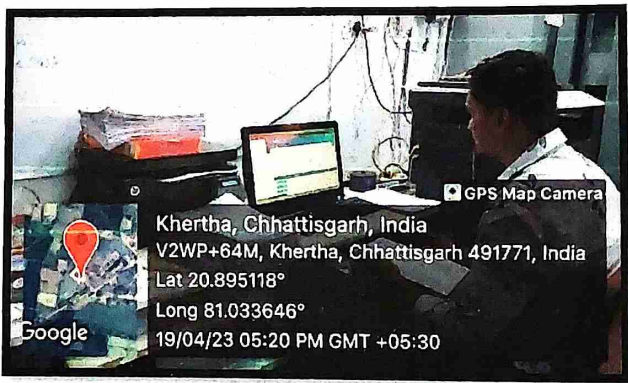 GPS Map Camera
Khertha, Chhattisgarh, India
V2WP+64M, Khertha, Chhattisgarh 491771, India
Lat 20.895118°
Long 81.033646°
19/04/23 05:20 PM GMT +05:30
Google